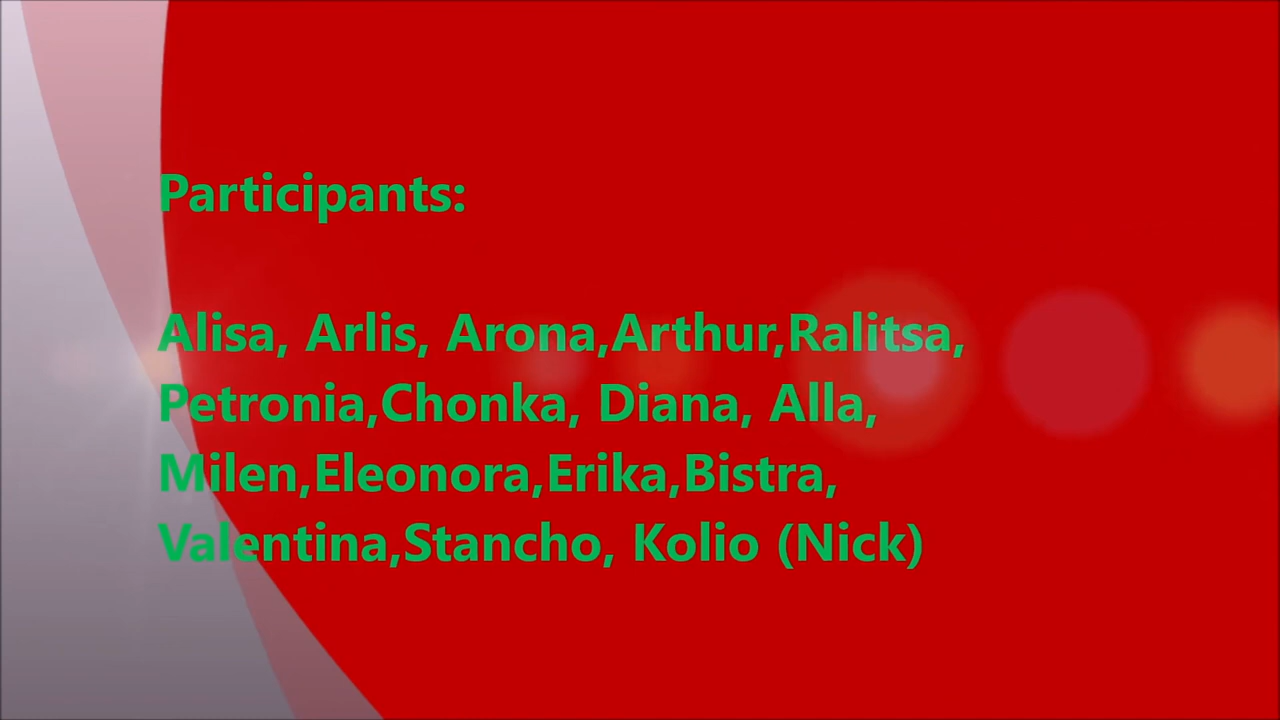 Participants:
Alisa, Arlis, Arona,Arthur,Ralitsa,
Petronia,Chonka, Diana, Alla,
Milen,Eleonora,Erika,Bistra,
Valentina,Stancho, Kolio (Nick)